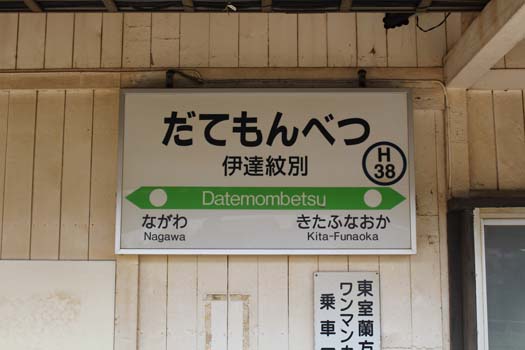 だてもんべつ
伊達紋別
H
38
Datemombetsu
ながわ
Nagawa
きたふなおか
Kita-Funaoka
東室蘭方
ワンマンカ
乗車